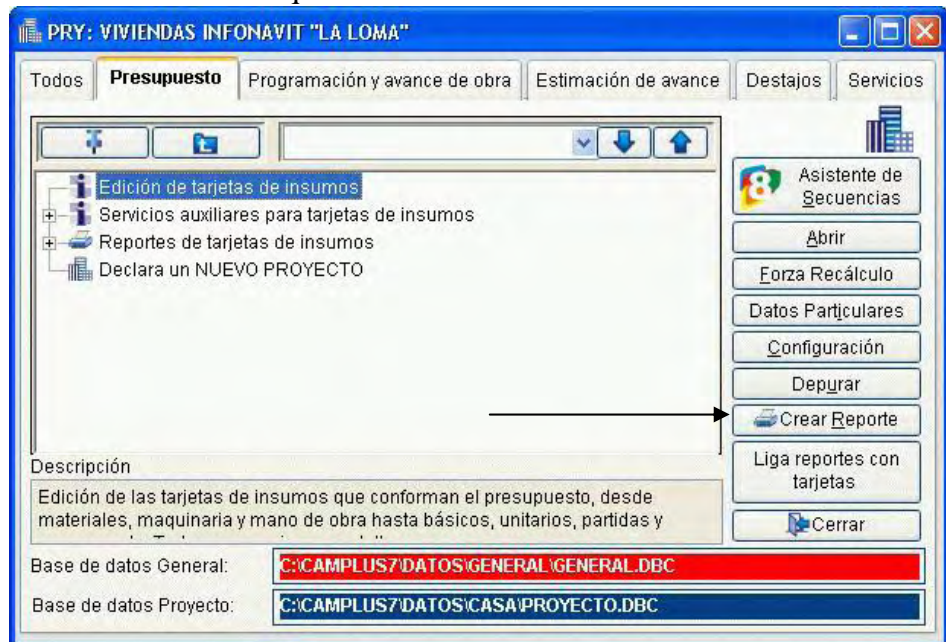 PRY: VIVIENDAS INFONAVIT "LA LOMA"
Todos Presupuesto Programación y avance de obra Estimación de avance Destajos Servicios
Edición de tarjetas de insumos
Servicios auxiliares para tarjetas de insumos
Reportes de tarjetas de insumos
Declara un NUEVO PROYECTO
8 Asistente de
Secuencias
Abrir
Forza Recálculo
Datos Particulares
Configuración
Depurar
Crear Reporte
Liga reportes con
tarjetas
Cerrar
Descripción
Edición de las tarjetas de insumos que conforman el presupuesto, desde
materiales, maquinaria y mano de obra hasta básicos, unitarios, partidas y
Base de datos General: C:\CAMPLUS7\DATOS\GENERAL\GENERAL.DBC
Base de datos Proyecto: C:\CAMPLUS7\DATOS\CASA\PROYECTO.DBC